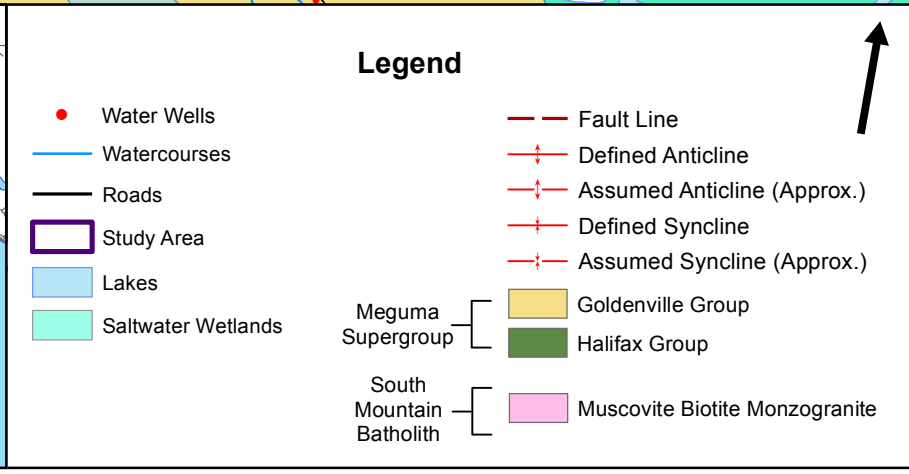 Legend
Water Wells
Watercourses
Roads
Study Area
Lakes
Saltwater Wetlands
Fault Line
Defined Anticline
Assumed Anticline (Approx.)
Defined Syncline
Assumed Syncline (Approx.)
Meguma
Supergroup
Goldenville Group
Halifax Group
South
Mountain
Batholith
Muscovite Biotite Monzogranite